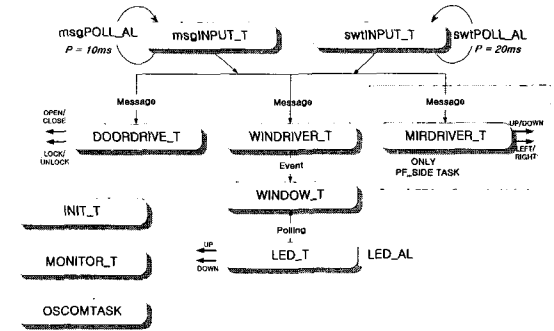 msgPOLL_AL
P = 10ms
msgINPUT_T
swtINPUT_T
swtPOLL_AL
P = 20ms
Message
Message
Message
OPEN/
CLOSE
LOCK/
UNLOCK
DOORDRIVE_T
WINDRIVER_T
MIRDRIVER_T
UP/DOWN
LEFT/
RIGHT
ONLY
PF_SIDE TASK
Event
WINDOW_T
INIT_T
Polling
UP
DOWN
LED_T
LED_AL
MONITOR_T
OSCOMTASK